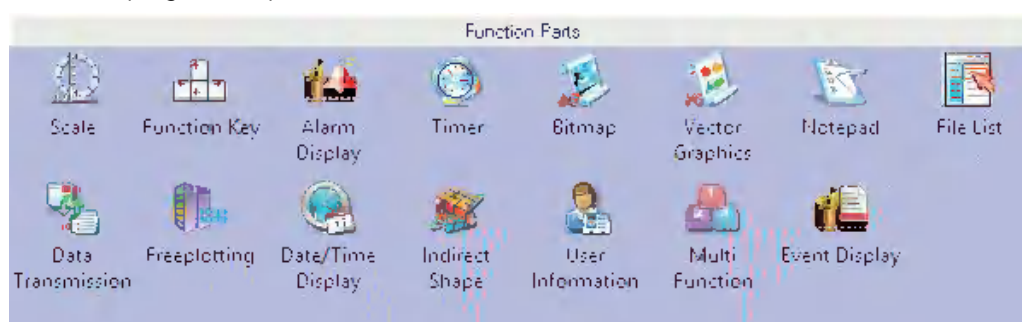 Function Parts
Scale
Function Key
Alarm
Display
Timer
Bitmap
Vector
Graphics
Notepad
File List
Data
Transmission
Freeplotting
Date/Time
Display
Indirect
Shape
User
Information
Multi
Function
Event Display